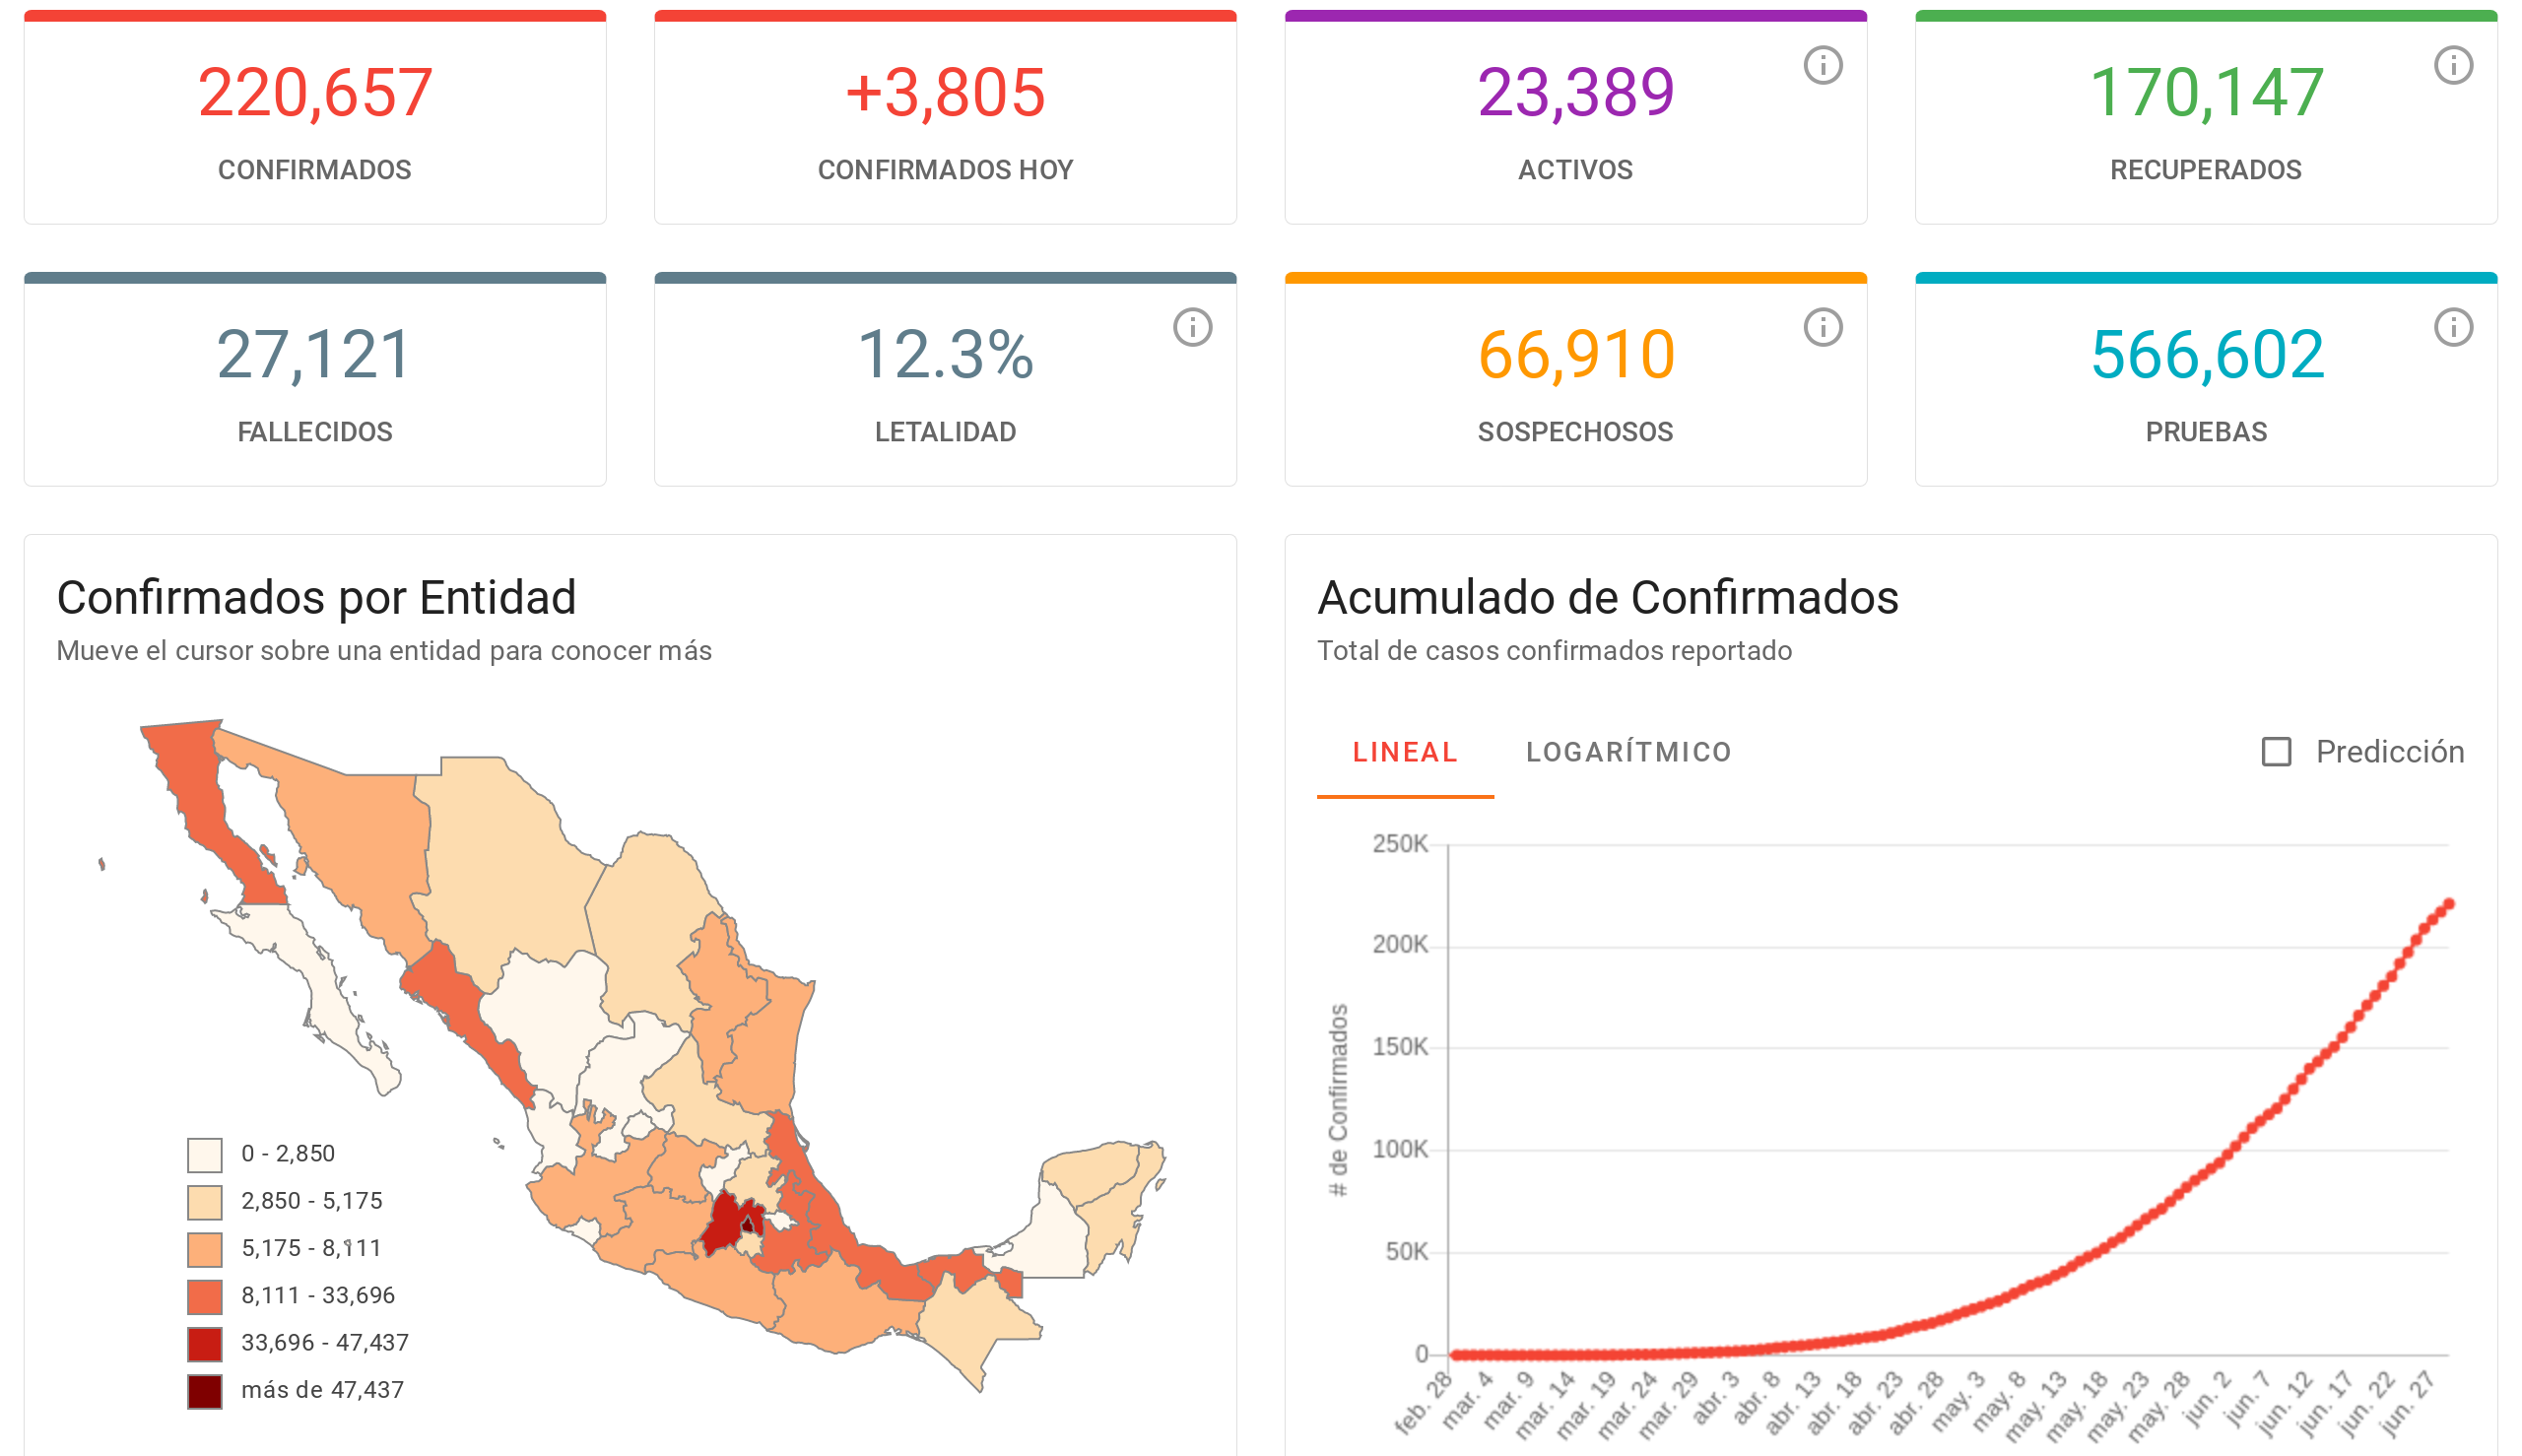 220,657
CONFIRMADOS
+3,805
CONFIRMADOS HOY
23,389
ACTIVOS
170,147
RECUPERADOS
27,121
FALLECIDOS
12.3%
LETALIDAD
66,910
SOSPECHOSOS
566,602
PRUEBAS
Confirmados por Entidad
Mueve el cursor sobre una entidad para conocer más
0 - 2,850
2,850 - 5,175
5,175 - 8,111
8,111 - 33,696
33,696 - 47,437
más de 47,437
Acumulado de Confirmados
Total de casos confirmados reportado
LINEAL
LOGARÍTMICO
Predicción
# de Confirmados
250K
200K
150K
100K
50K
0
feb. 28
mar. 4
mar. 9
mar. 14
mar. 19
mar. 24
mar. 29
abr. 3
abr. 8
abr. 13
abr. 18
abr. 23
abr. 28
may. 3
may. 8
may. 13
may. 18
may. 23
may. 28
jun. 2
jun. 7
jun. 12
jun. 17
jun. 22
jun. 27